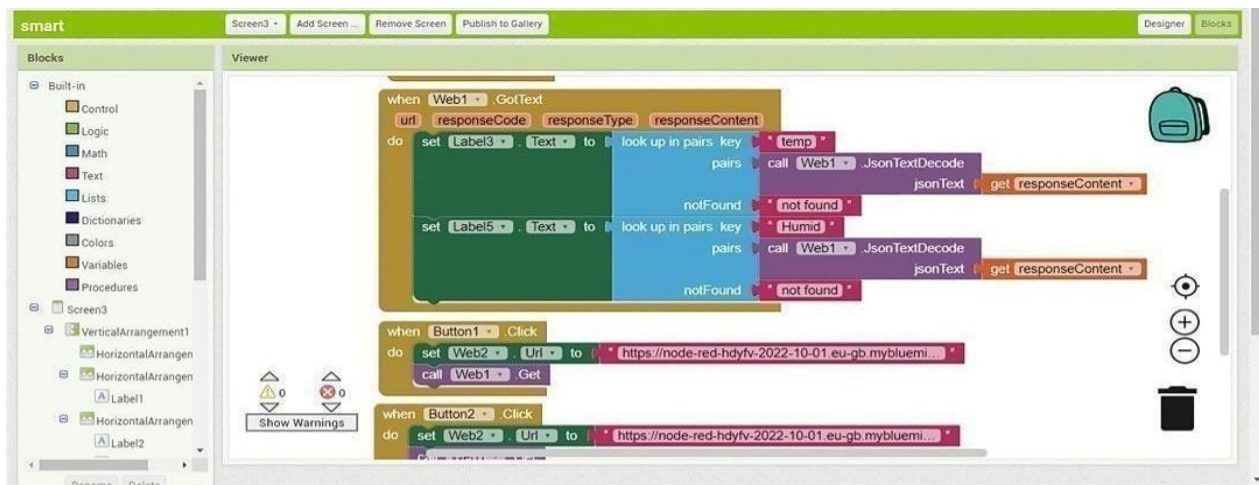 smart Screen3 Add Screen ... Remove Screen Publish to Gallery Designer Blocks
Blocks Viewer
Built-in
Control
Logic
Math
Text
Lists
Dictionaries
Colors
Variables
Procedures
Screen3
VerticalArrangement1
HorizontalArrangen
HorizontalArrangen
Label1
HorizontalArrangen
Label2
Rename Delete
when Web1 .GotText
url responseCode responseType responseContent
do set Label3 . Text to look up in pairs key " temp "
pairs call Web1 .JsonTextDecode
jsonText get responseContent
notFound " not found "
set Label5 . Text to look up in pairs key " Humid "
pairs call Web1 .JsonTextDecode
jsonText get responseContent
notFound " not found "
when Button1 .Click
do set Web2 . Url to " https://node-red-hdyfv-2022-10-01.eu-gb.mybluemi... "
call Web1 .Get
when Button2 .Click
do set Web2 . Url to " https://node-red-hdyfv-2022-10-01.eu-gb.mybluemi... "
0 0
Show Warnings